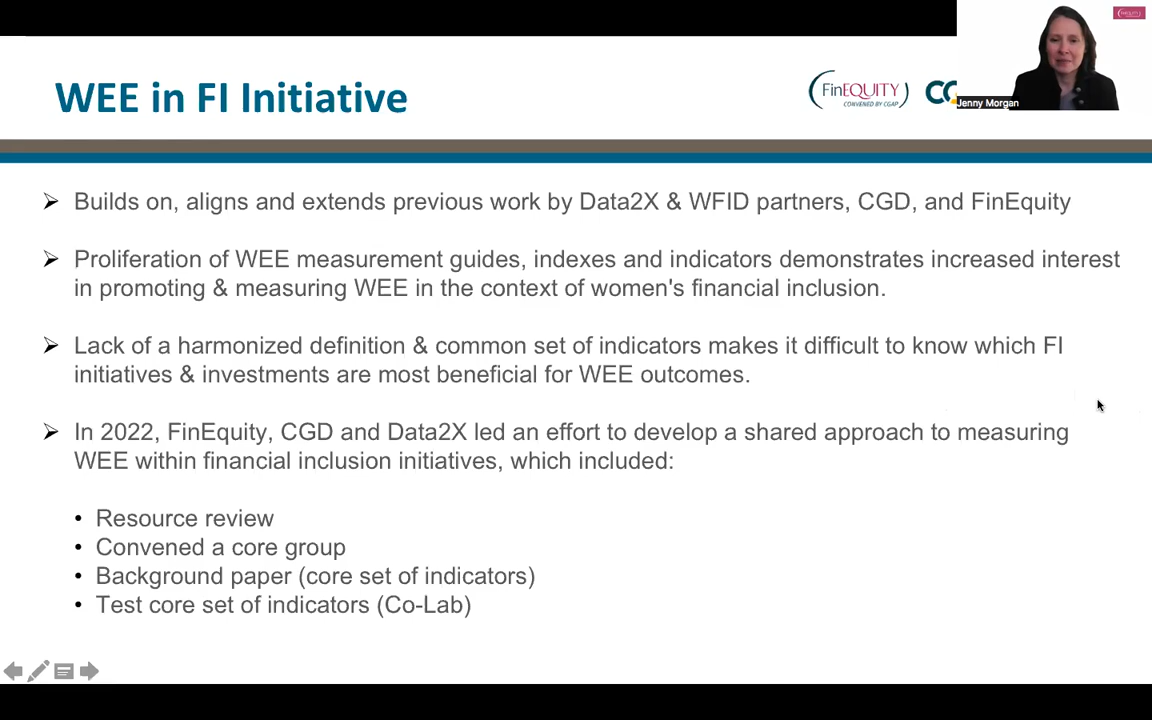 WEE in FI Initiative
FinEQUITY
CONVENED BY CGAP
Jenny Morgan
Builds on, aligns and extends previous work by Data2X & WFID partners, CGD, and FinEquity
Proliferation of WEE measurement guides, indexes and indicators demonstrates increased interest
in promoting & measuring WEE in the context of women's financial inclusion.
Lack of a harmonized definition & common set of indicators makes it difficult to know which FI
initiatives & investments are most beneficial for WEE outcomes.
In 2022, FinEquity, CGD and Data2X led an effort to develop a shared approach to measuring
WEE within financial inclusion initiatives, which included:
• Resource review
• Convened a core group
• Background paper (core set of indicators)
• Test core set of indicators (Co-Lab)